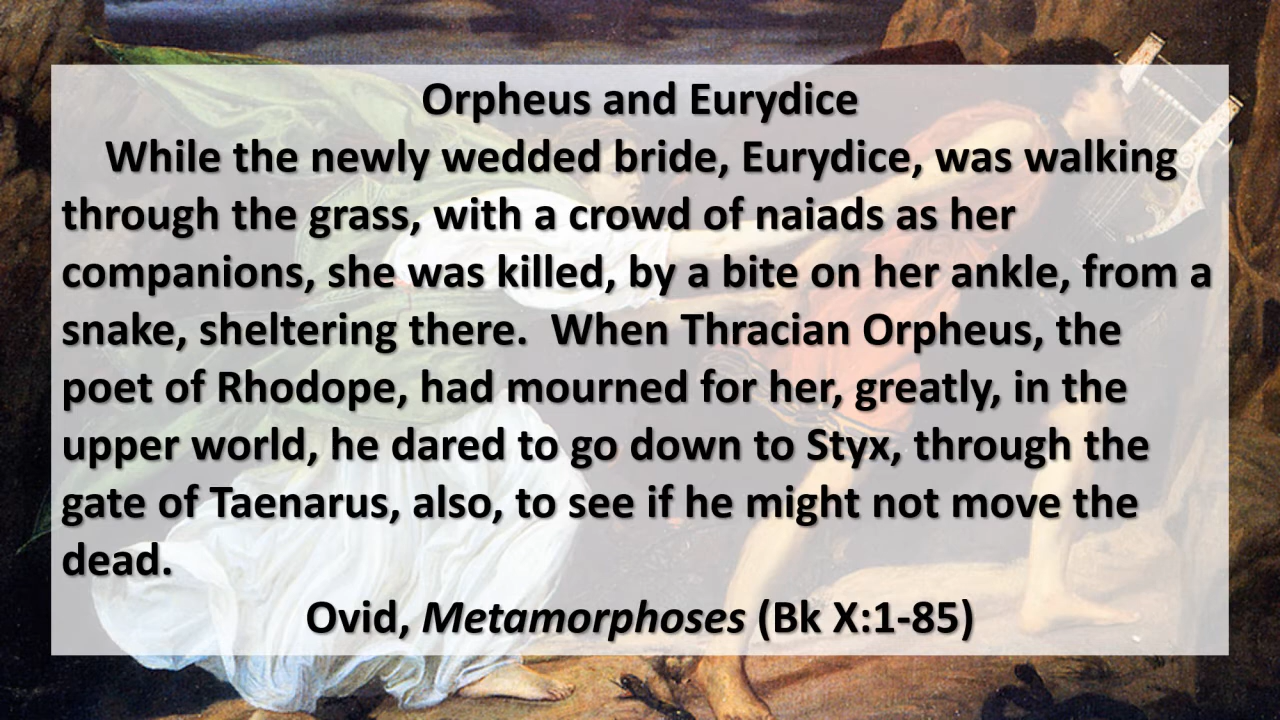 Orpheus and Eurydice
While the newly wedded bride, Eurydice, was walking
through the grass, with a crowd of naiads as her
companions, she was killed, by a bite on her ankle, from a
snake, sheltering there.  When Thracian Orpheus, the
poet of Rhodope, had mourned for her, greatly, in the
upper world, he dared to go down to Styx, through the
gate of Taenarus, also, to see if he might not move the
dead.
Ovid, Metamorphoses (Bk X:1-85)